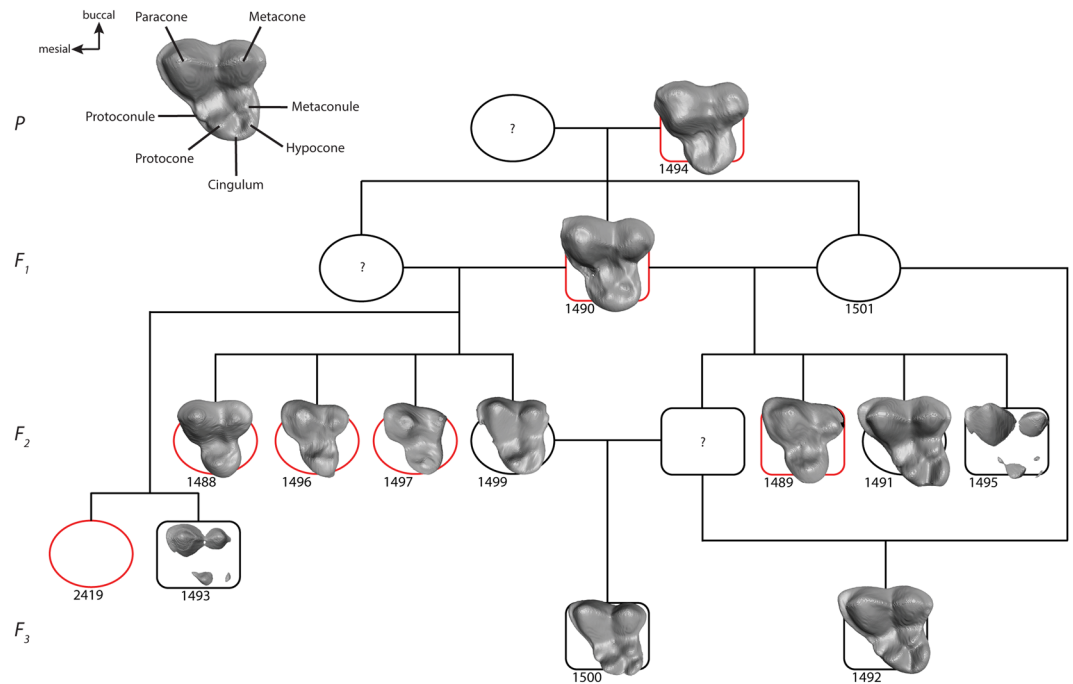 buccal
mesial
Paracone
Metacone
Protoconule
Metaconule
Protocone
Hypocone
Cingulum
P
?
1494
F1
?
1490
1501
F2
1488
1496
1497
1499
?
1489
1491
1495
2419
1493
F3
1500
1492